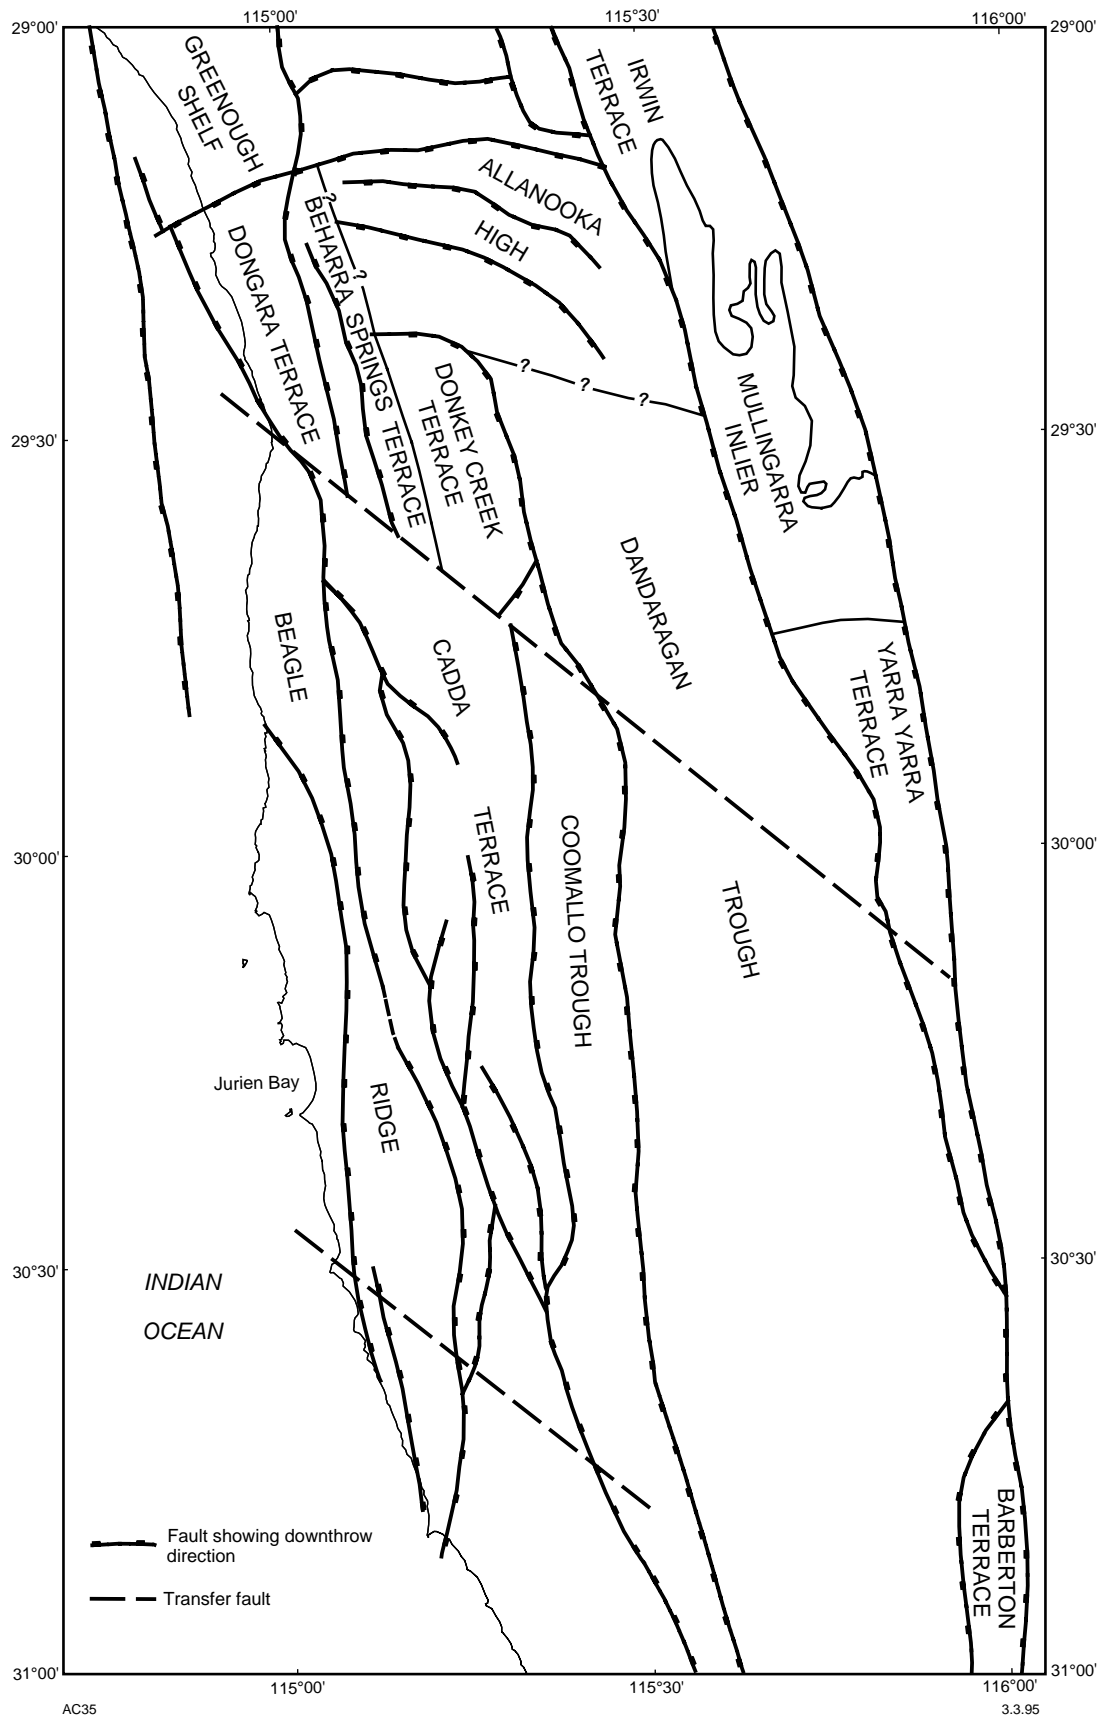 115°00'
115°30'
116°00'
29°00'
29°00'
GREENOUGH
SHELF
IRWIN
TERRACE
ALLANOOKA
HIGH
?
BEHARRA SPRINGS TERRACE
?
DONGARA TERRACE
DONKEY CREEK
TERRACE
? ? ?
MULLINGARRA
INLIER
29°30'
29°30'
DANDARAGAN
BEAGLE
CADDA
YARRA YARRA
TERRACE
TERRACE
COOMALLO TROUGH
30°00'
30°00'
TROUGH
Jurien Bay
RIDGE
30°30'
30°30'
INDIAN
OCEAN
BARBERTON
TERRACE
Fault showing downthrow
direction
Transfer fault
31°00'
31°00'
115°00'
115°30'
116°00'
AC35
3.3.95